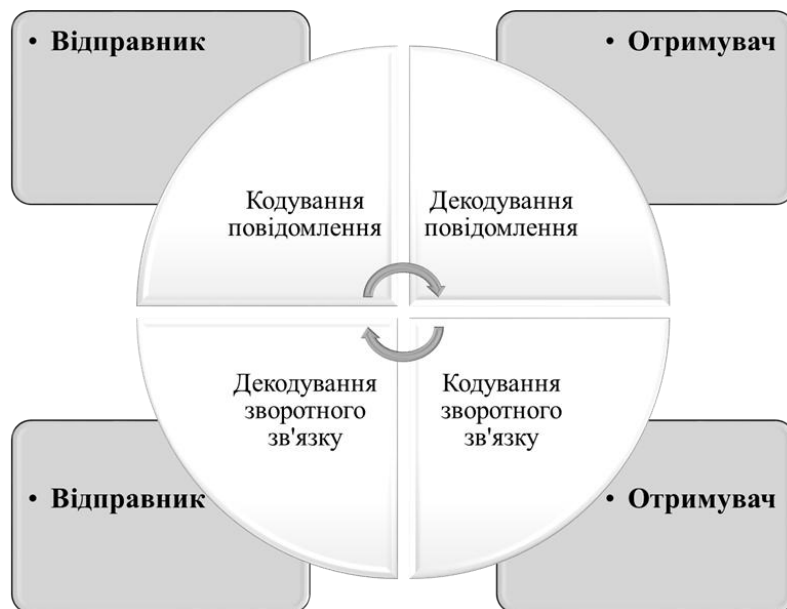 • Відправник
• Отримувач
Кодування
повідомлення
Декодування
повідомлення
Декодування
зворотного
зв'язку
Кодування
зворотного
зв'язку
• Відправник
• Отримувач